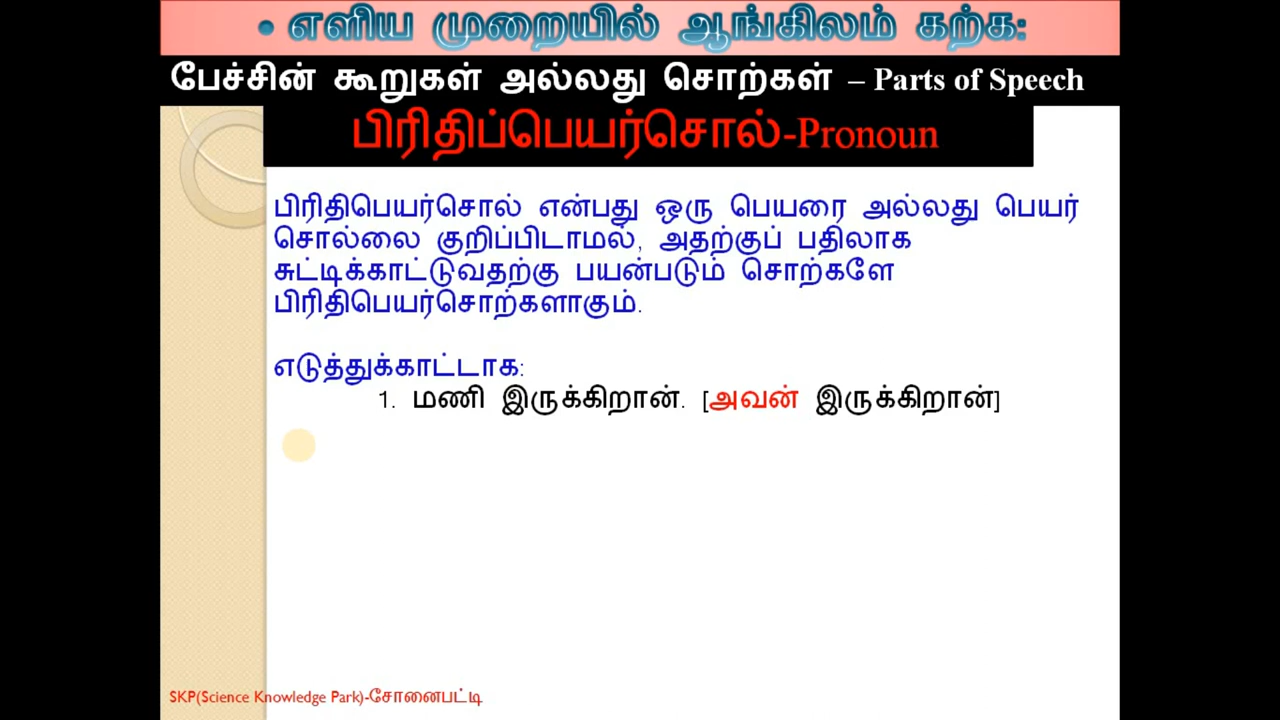 • எளிய முறையில் ஆங்கிலம் கற்க:
பேச்சின் கூறுகள் அல்லது சொற்கள் – Parts of Speech
பிரிதிப்பெயர்சொல்-Pronoun
பிரிதிபெயர்சொல் என்பது ஒரு பெயரை அல்லது பெயர்
சொல்லை குறிப்பிடாமல், அதற்குப் பதிலாக
சுட்டிக்காட்டுவதற்கு பயன்படும் சொற்களே
பிரிதிபெயர்சொற்களாகும்.
எடுத்துக்காட்டாக:
1. மணி இருக்கிறான். [அவன் இருக்கிறான்]
SKP(Science Knowledge Park)-சோனைபட்டி